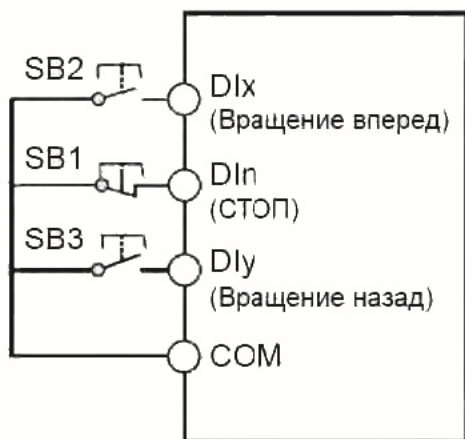 SB2
DIx
(Вращение вперед)
SB1
DIn
(СТОП)
SB3
DIy
(Вращение назад)
COM